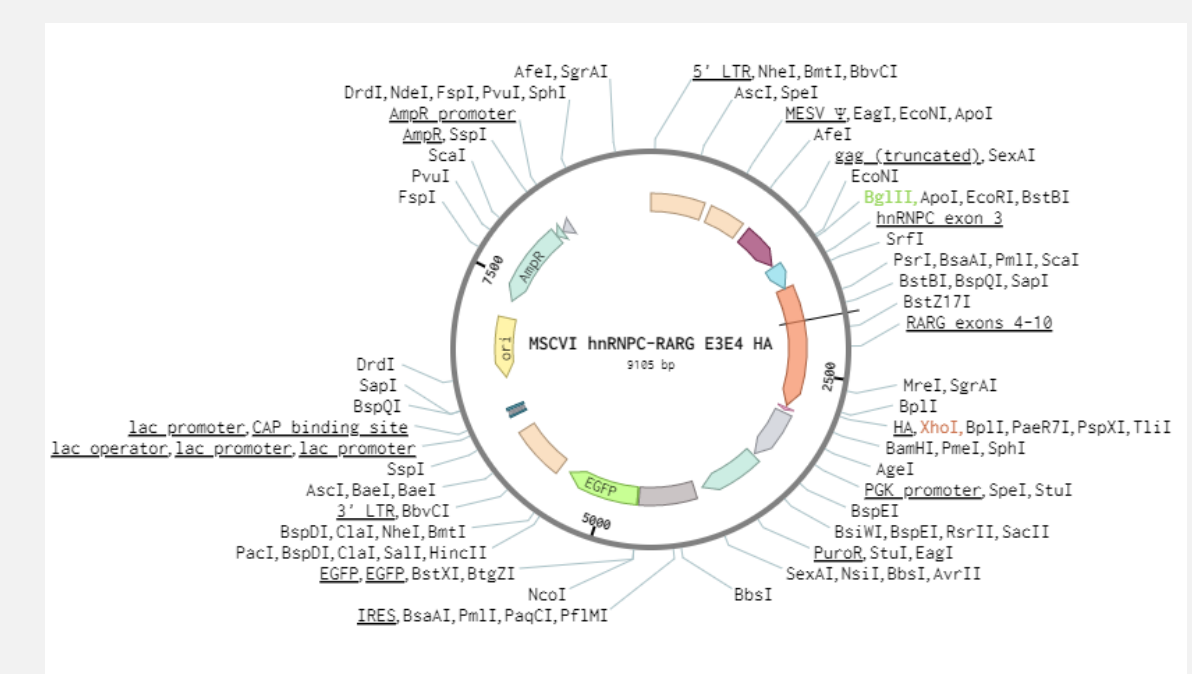 AfeI,SgrAI
5' LTR,NheI,BmtI,BbvCI
DrdI,NdeI,FspI,PvuI,SphI
AscI,SpeI
AmpR promoter
MESV Ψ,EagI,EcoNI,ApoI
AmpR,SspI
AfeI
ScaI
gag (truncated),SexAI
PvuI
EcoNI
FspI
BglII,ApoI,EcoRI,BstBI
hnRNPC exon 3
SrfI
PsrI,BsaAI,PmlI,ScaI
BstBI,BspQI,SapI
BstZ17I
RARG exons 4-10
AmpR
7500
ori
MSCVI hnRNPC-RARG E3E4 HA
9105 bp
2500
DrdI
SapI
BspQI
lac promoter,CAP binding site
lac operator,lac promoter,lac promoter
SspI
AscI,BaeI,BaeI
3' LTR,BbvCI
BspDI,ClaI,NheI,BmtI
PacI,BspDI,ClaI,SalI,HincII
EGFP,EGFP,BstXI,BtgZI
NcoI
IRES,BsaAI,PmlI,PaqCI,PflMI
EGFP
5000
MreI,SgrAI
BplI
HA,XhoI,BplI,PaeR7I,PspXI,TliI
BamHI,PmeI,SphI
AgeI
PGK promoter,SpeI,StuI
BspEI
BsiWI,BspEI,RsrII,SacII
PuroR,StuI,EagI
SexAI,NsiI,BbsI,AvrII
BbsI